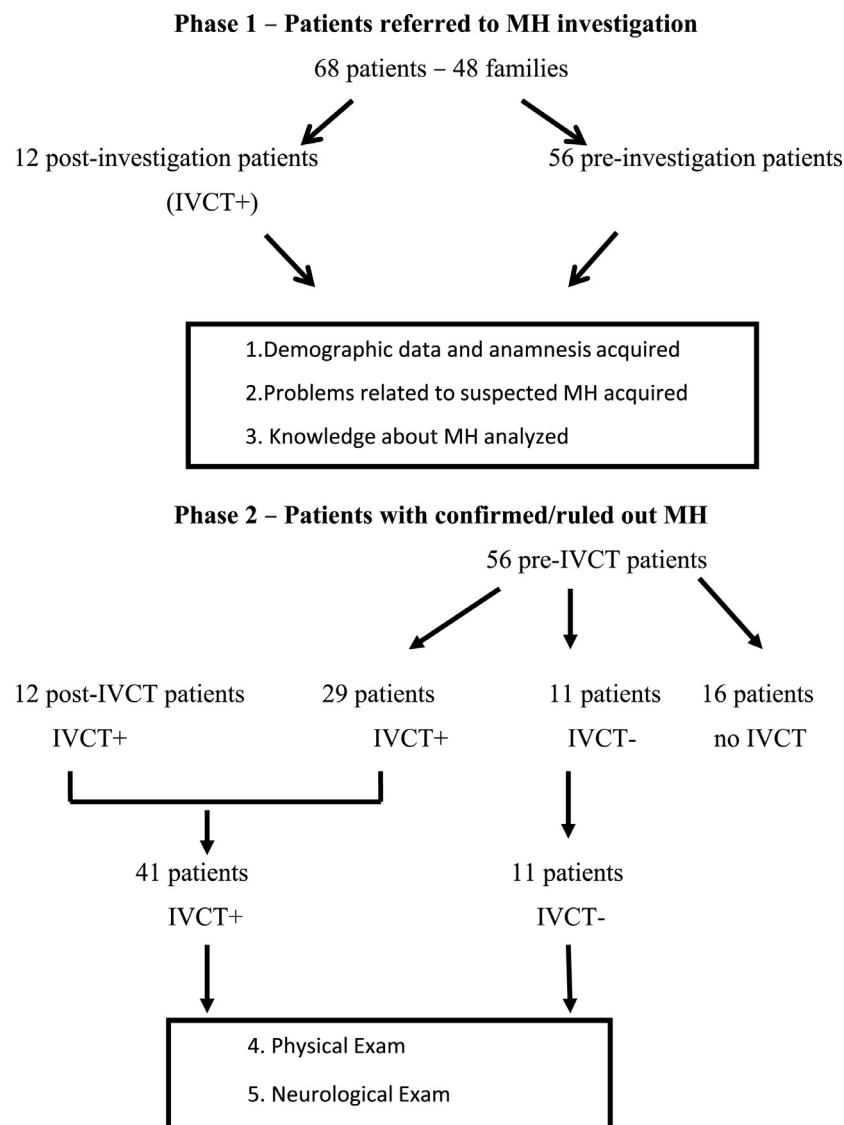 Phase 1 – Patients referred to MH investigation
68 patients – 48 families
12 post-investigation patients
(IVCT+)
56 pre-investigation patients
1.Demographic data and anamnesis acquired
2.Problems related to suspected MH acquired
3. Knowledge about MH analyzed
Phase 2 – Patients with confirmed/ruled out MH
56 pre-IVCT patients
12 post-IVCT patients
IVCT+
29 patients
IVCT+
11 patients
IVCT-
16 patients
no IVCT
41 patients
IVCT+
11 patients
IVCT-
4. Physical Exam
5. Neurological Exam